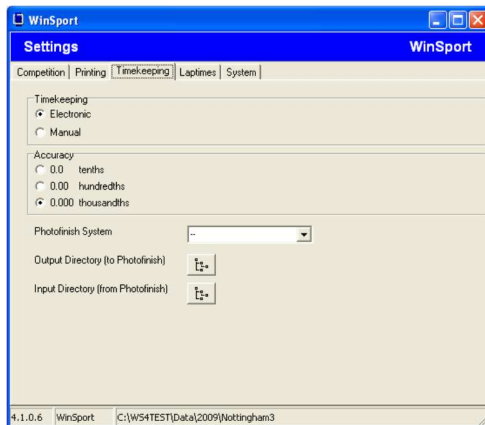 WinSport
Settings WinSport
Competition Printing Timekeeping Laptimes System
Timekeeping
Electronic
Manual
Accuracy
0.0 tenths
0.00 hundredths
0.000 thousandths
Photofinish System --
Output Directory (to Photofinish)
Input Directory (from Photofinish)
4.1.0.6 WinSport C:\WS4TEST\Data\2009\Nottingham3